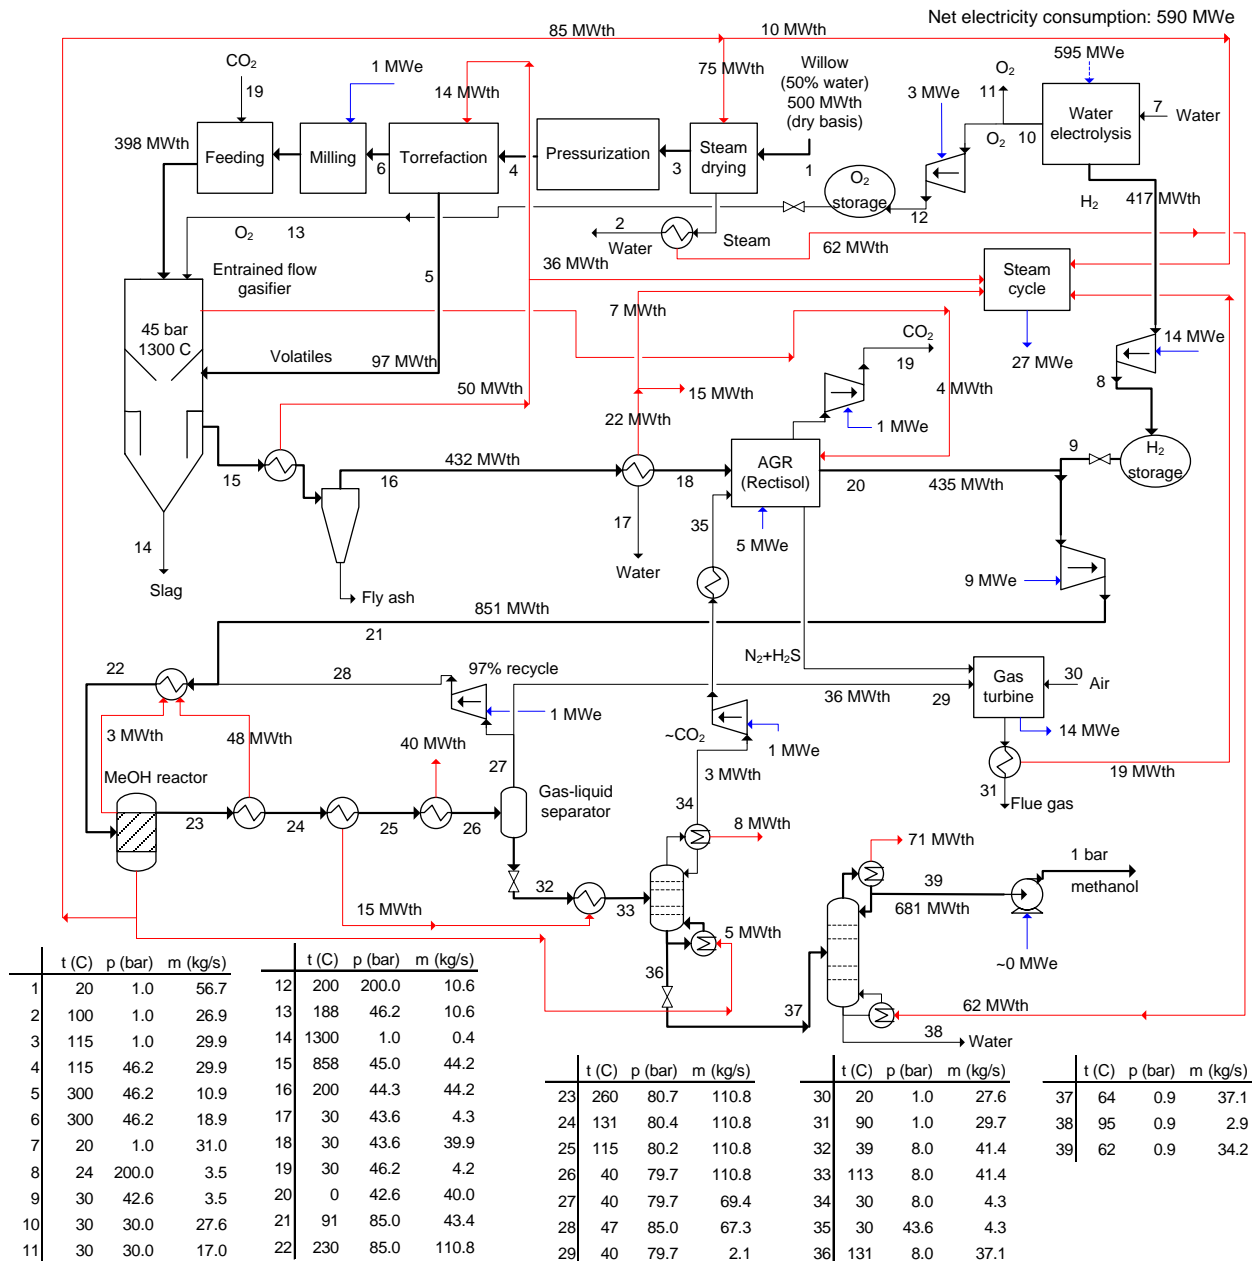 Net electricity consumption: 590 MWe
85 MWth
10 MWth
CO2
19
1 MWe
14 MWth
75 MWth
Willow
(50% water)
500 MWth
(dry basis)
3 MWe
O2
11
595 MWe
7
Water
398 MWth
Feeding
Milling
6
Torrefaction
4
Pressurization
3
Steam
drying
1
O2
10
Water
electrolysis
H2
417 MWth
O2
storage
12
O2
13
2
Water
Steam
62 MWth
36 MWth
Entrained flow
gasifier
5
Steam
cycle
7 MWth
27 MWe
45 bar
1300 C
Volatiles
97 MWth
CO2
19
14 MWe
8
50 MWth
15 MWth
4 MWth
22 MWth
1 MWe
15
432 MWth
16
18
AGR
(Rectisol)
20
435 MWth
9
H2
storage
17
Water
35
5 MWe
14
Slag
Fly ash
9 MWe
851 MWth
21
N2+H2S
22
28
97% recycle
36 MWth
29
Gas
turbine
30
Air
1 MWe
3 MWth
48 MWth
40 MWth
~CO2
1 MWe
14 MWe
MeOH reactor
27
Gas-liquid
separator
3 MWth
19 MWth
31
Flue gas
23
24
25
26
34
8 MWth
71 MWth
1 bar
methanol
39
681 MWth
32
33
15 MWth
5 MWth
~0 MWe
36
37
62 MWth
38
Water
t (C) p (bar) m (kg/s)
1 20 1.0 56.7
2 100 1.0 26.9
3 115 1.0 29.9
4 115 46.2 29.9
5 300 46.2 10.9
6 300 46.2 18.9
7 20 1.0 31.0
8 24 200.0 3.5
9 30 42.6 3.5
10 30 30.0 27.6
11 30 30.0 17.0
t (C) p (bar) m (kg/s)
12 200 200.0 10.6
13 188 46.2 10.6
14 1300 1.0 0.4
15 858 45.0 44.2
16 200 44.3 44.2
17 30 43.6 4.3
18 30 43.6 39.9
19 30 46.2 4.2
20 0 42.6 40.0
21 91 85.0 43.4
22 230 85.0 110.8
t (C) p (bar) m (kg/s)
23 260 80.7 110.8
24 131 80.4 110.8
25 115 80.2 110.8
26 40 79.7 110.8
27 40 79.7 69.4
28 47 85.0 67.3
29 40 79.7 2.1
t (C) p (bar) m (kg/s)
30 20 1.0 27.6
31 90 1.0 29.7
32 39 8.0 41.4
33 113 8.0 41.4
34 30 8.0 4.3
35 30 43.6 4.3
36 131 8.0 37.1
t (C) p (bar) m (kg/s)
37 64 0.9 37.1
38 95 0.9 2.9
39 62 0.9 34.2